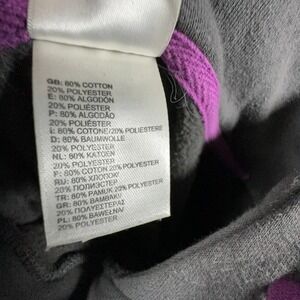 GB: 80% COTTON
20% POLYESTER
E: 80% ALGODÓN
20% POLIÉSTER
P: 80% ALGODÃO
20% POLIÉSTER
I: 80% COTONE/20% POLIESTERE
D: 80% BAUMWOLLE
20% POLYESTER
NL: 80% KATOEN
20% POLYESTER
F: 80% COTON
20% POLYESTER
RU: 80% ХЛОПОК/
20% ПОЛИЭСТЕР
TR: 80% PAMUK 20% POLYESTER
GR: 80% ΒΑΜΒΑΚΙ/
20% ΠΟΛΥΕΣΤΕΡΑΣ
PL: 80% BAWEŁNA/
20% POLYESTER